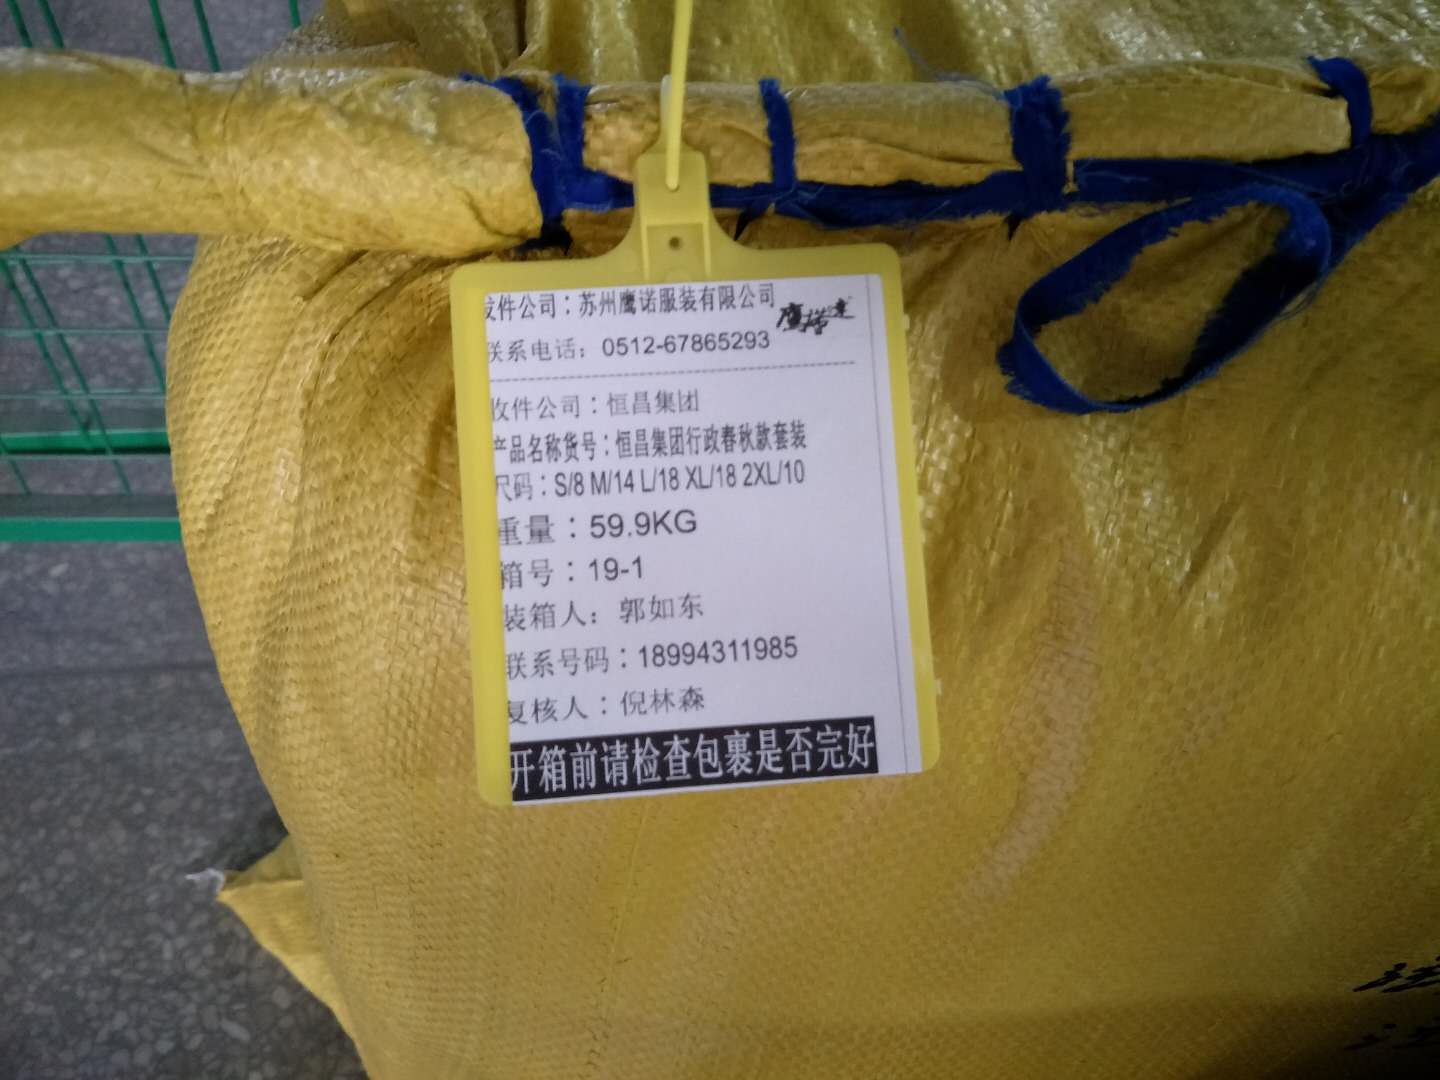 发件公司：苏州鹰诺服装有限公司
鹰诺达
联系电话：0512-67865293
收件公司：恒昌集团
产品名称货号：恒昌集团行政春秋款套装
尺码：S/8 M/14 L/18 XL/18 2XL/10
重量：59.9KG
箱号：19-1
装箱人：郭如东
联系号码：18994311985
复核人：倪林森
开箱前请检查包裹是否完好